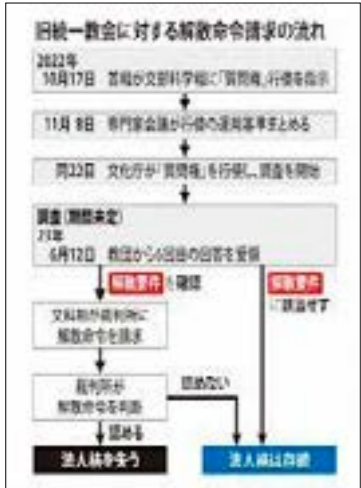 旧統一教会に対する解散命令請求の流れ
2022年
10月17日 首相が文部科学相に「質問権」行使を指示
11月 8日 専門家会議が行使の運用基準まとめる
同22日 文化庁が「質問権」を行使し、調査を開始
調査(期間未定)
23年
6月12日 教団から6回目の回答を受領
解散要件を確認
解散要件
に該当せず
文科相が裁判所に
解散命令を請求
裁判所が
解散命令を判断
認めない
認める
法人格を失う
法人格は存続